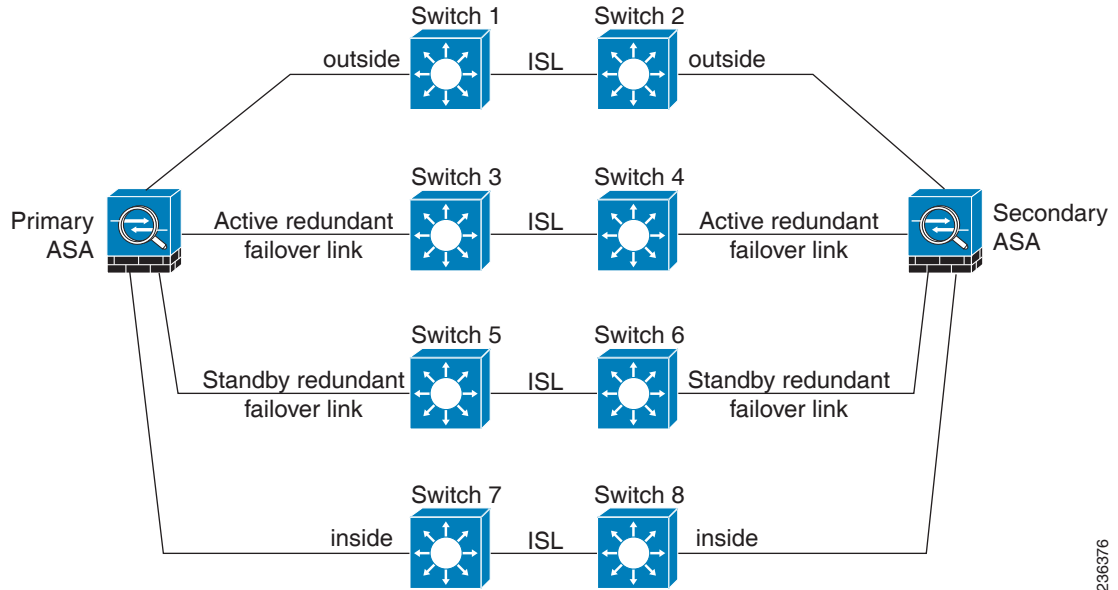 Switch 1
Switch 2
outside
ISL
outside
Switch 3
Switch 4
Primary
ASA
Active redundant
failover link
ISL
Active redundant
failover link
Secondary
ASA
Switch 5
Switch 6
Standby redundant
failover link
ISL
Standby redundant
failover link
Switch 7
Switch 8
inside
ISL
inside
236376